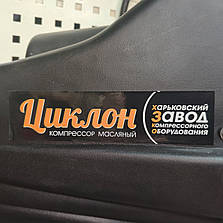 Циклон
КОМПРЕССОР МАСЛЯНЫЙ
ХАРЬКОВСКИЙ
ЗАВОД
КОМПРЕССОРНОГО
ОБОРУДОВАНИЯ